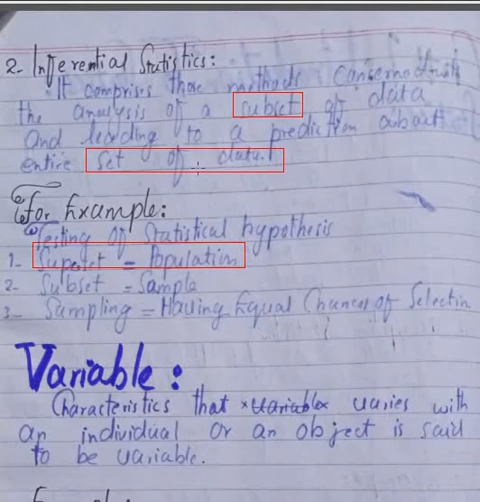 2- Inferential Statistics:
It comprises those methods concerned with
the analysis of a subset of data
and leading to a prediction about
entire set of data.
For Example:
Testing of Statistical hypothesis
1- Superset = Population
2- Subset = Sample
3- Sampling = Having Equal Chances of Selectin
Variable:
Characteristics that varies with
an individual or an object is said
to be variable.